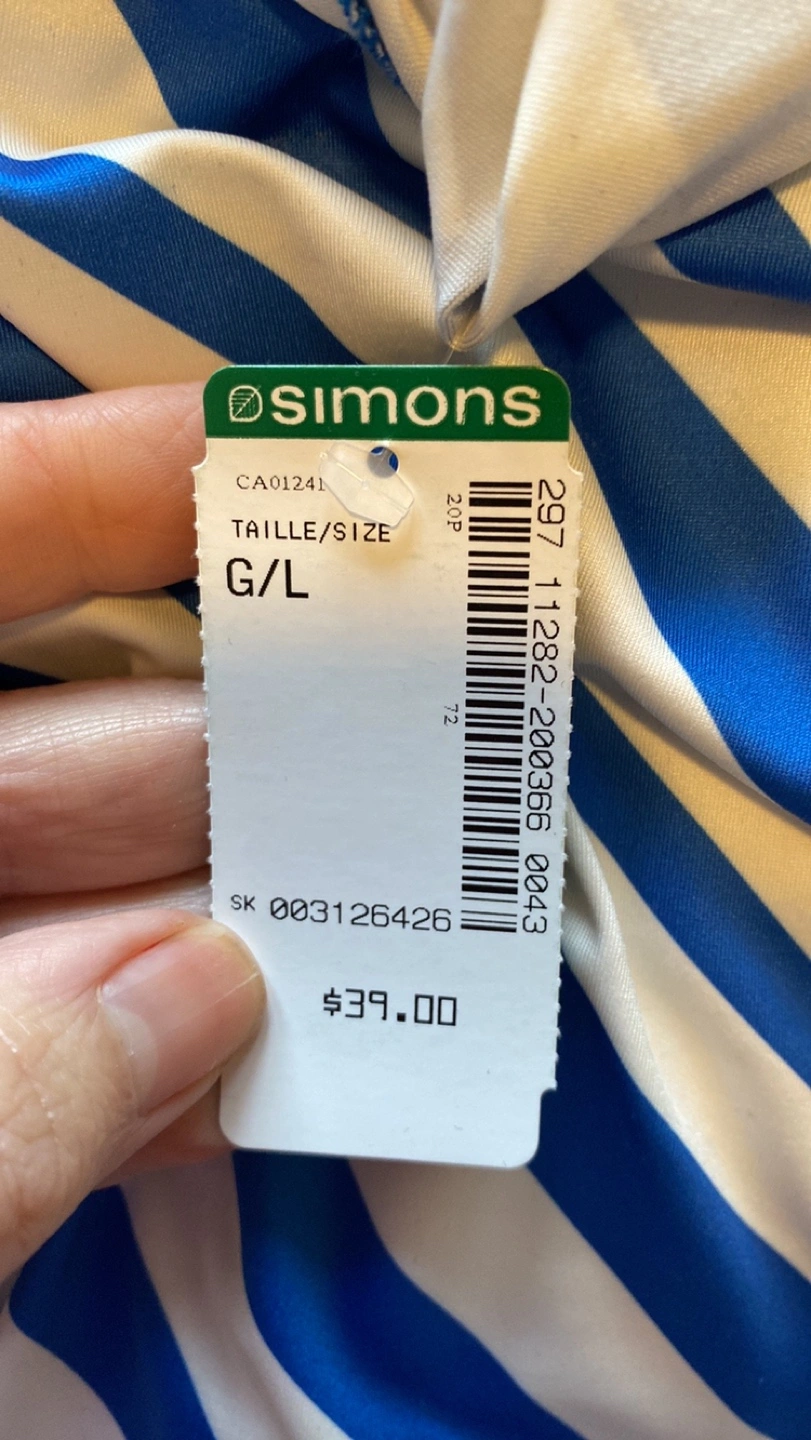 simons
CA01241
TAILLE/SIZE
G/L
20P
72
297 11282-200366 0043
SK 003126426
$39.00